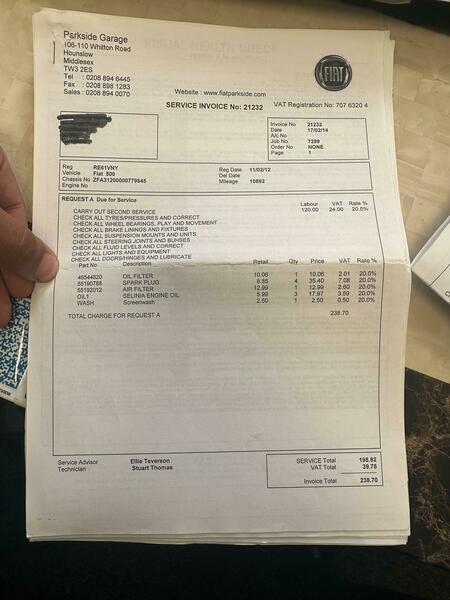 Parkside Garage
106-110 Whitton Road
Hounslow
Middlesex
TW3 2ES
Tel : 0208 894 6445
Fax : 0208 898 1283
Sales : 0208 894 0070
VISUAL HEALTH CHECK
FIAT
Website : www.fiatparkside.com
SERVICE INVOICE No: 21232
VAT Registration No: 707 6320 4
Invoice No 21232
Date 17/02/14
A/c No
Job No. 7299
Order No NONE
Page 1
Reg RE61VNY Reg Date 11/02/12
Vehicle Fiat 500 Del Date
Chassis No ZFA31200000779645 Mileage 10892
Engine No
REQUEST A Due for Service Labour VAT Rate %
CARRY OUT SECOND SERVICE 120.00 24.00 20.0%
CHECK ALL TYRES/PRESSURES AND CORRECT
CHECK ALL WHEEL BEARINGS, PLAY AND MOVEMENT
CHECK ALL BRAKE LININGS AND FIXTURES
CHECK ALL SUSPENSION MOUNTS AND UNITS
CHECK ALL STEERING JOINTS AND BUHSES
CHECK ALL FLUID LEVELS AND CORRECT
CHECK ALL LIGHTS AND EQUIPMENT
CHECK ALL DOORS/HINGES AND LUBRICATE
Part No Description Retail Qty Price VAT Rate %
46544820 OIL FILTER 10.06 1 10.06 2.01 20.0%
55190788 SPARK PLUG 8.85 4 35.40 7.08 20.0%
55192012 AIR FILTER 12.99 1 12.99 2.60 20.0%
OIL1 SELINIA ENGINE OIL 5.99 3 17.97 3.59 20.0%
WASH Screenwash 2.50 1 2.50 0.50 20.0%
TOTAL CHARGE FOR REQUEST A 238.70
Service Advisor Ellie Teverson
Technician Stuart Thomas
SERVICE Total 198.92
VAT Total 39.78
Invoice Total 238.70